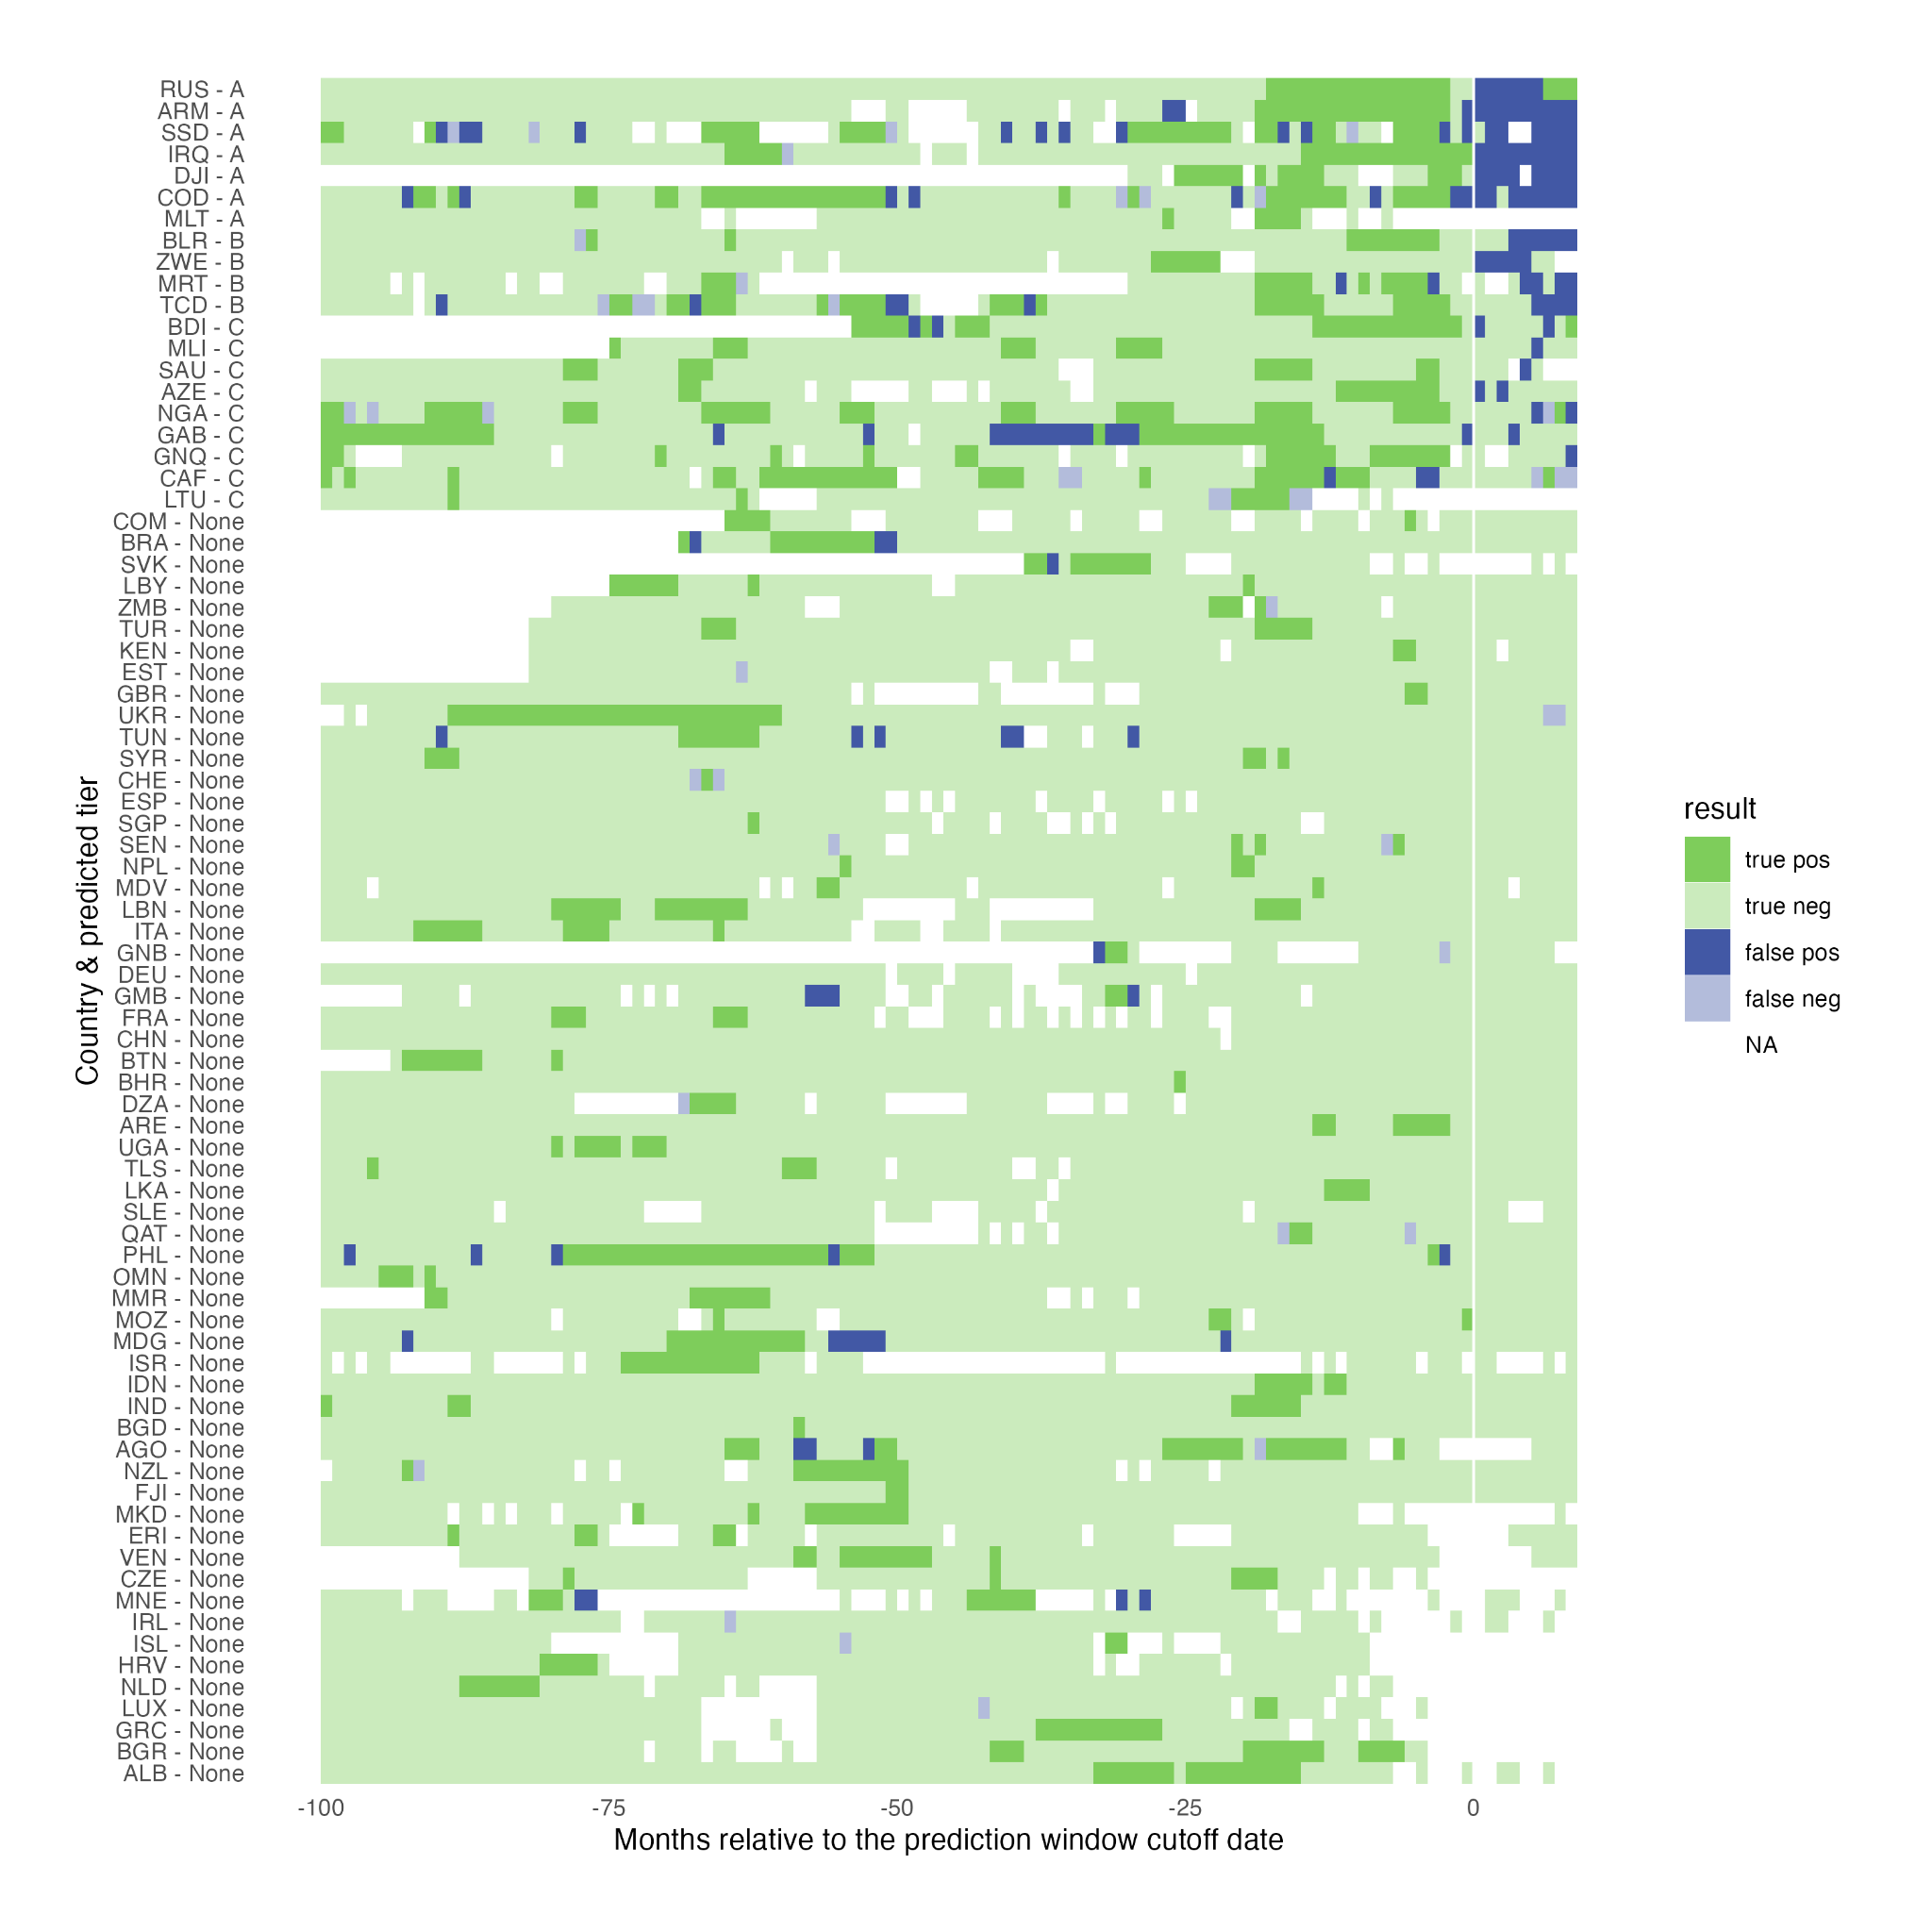 RUS - A
ARM - A
SSD - A
IRQ - A
DJI - A
COD - A
MLT - A
BLR - B
ZWE - B
MRT - B
TCD - B
BDI - C
MLI - C
SAU - C
AZE - C
NGA - C
GAB - C
GNQ - C
CAF - C
LTU - C
COM - None
BRA - None
SVK - None
LBY - None
ZMB - None
TUR - None
KEN - None
EST - None
GBR - None
UKR - None
TUN - None
SYR - None
CHE - None
ESP - None
SGP - None
SEN - None
NPL - None
MDV - None
LBN - None
ITA - None
GNB - None
DEU - None
GMB - None
FRA - None
CHN - None
BTN - None
BHR - None
DZA - None
ARE - None
UGA - None
TLS - None
LKA - None
SLE - None
QAT - None
PHL - None
OMN - None
MMR - None
MOZ - None
MDG - None
ISR - None
IDN - None
IND - None
BGD - None
AGO - None
NZL - None
FJI - None
MKD - None
ERI - None
VEN - None
CZE - None
MNE - None
IRL - None
ISL - None
HRV - None
NLD - None
LUX - None
GRC - None
BGR - None
ALB - None
Country & predicted tier
-100 -75 -50 -25 0
Months relative to the prediction window cutoff date
result
true pos
true neg
false pos
false neg
NA